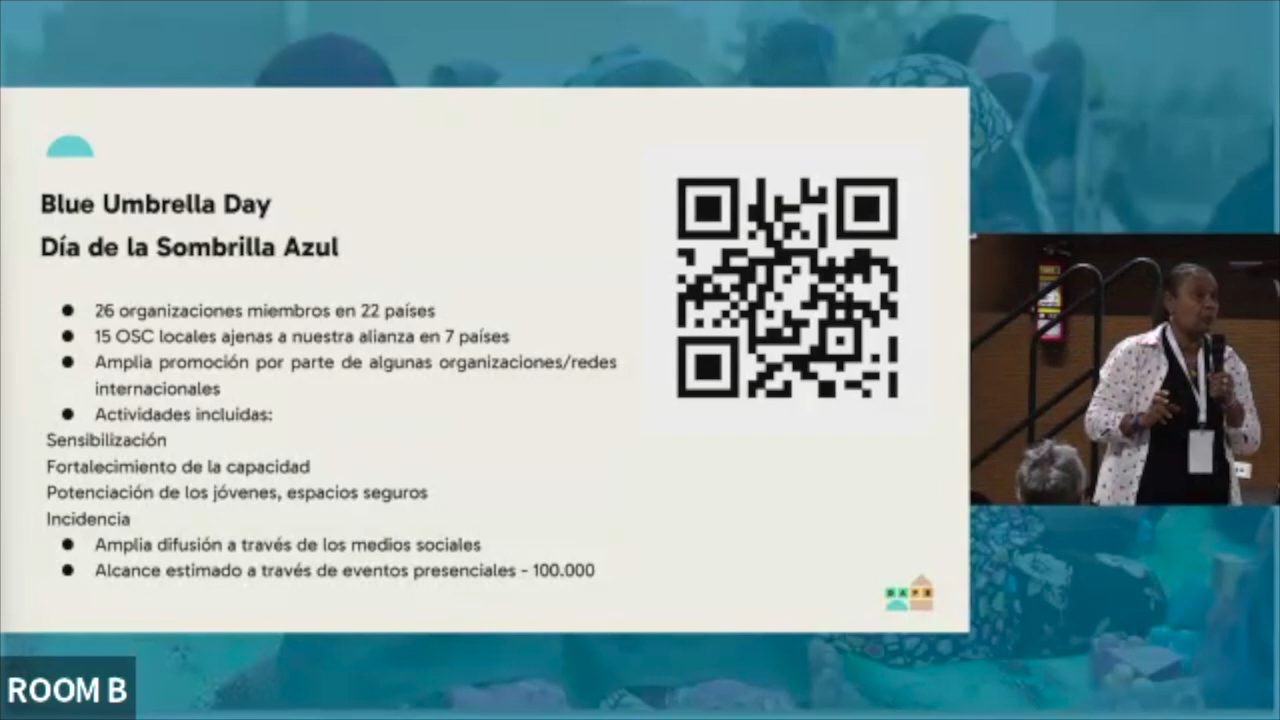 Blue Umbrella Day
Día de la Sombrilla Azul
26 organizaciones miembros en 22 países
15 OSC locales ajenas a nuestra alianza en 7 países
Amplia promoción por parte de algunas organizaciones/redes
internacionales
Actividades incluidas:
Sensibilización
Fortalecimiento de la capacidad
Potenciación de los jóvenes, espacios seguros
Incidencia
Amplia difusión a través de los medios sociales
Alcance estimado a través de eventos presenciales - 100.000
ROOM B